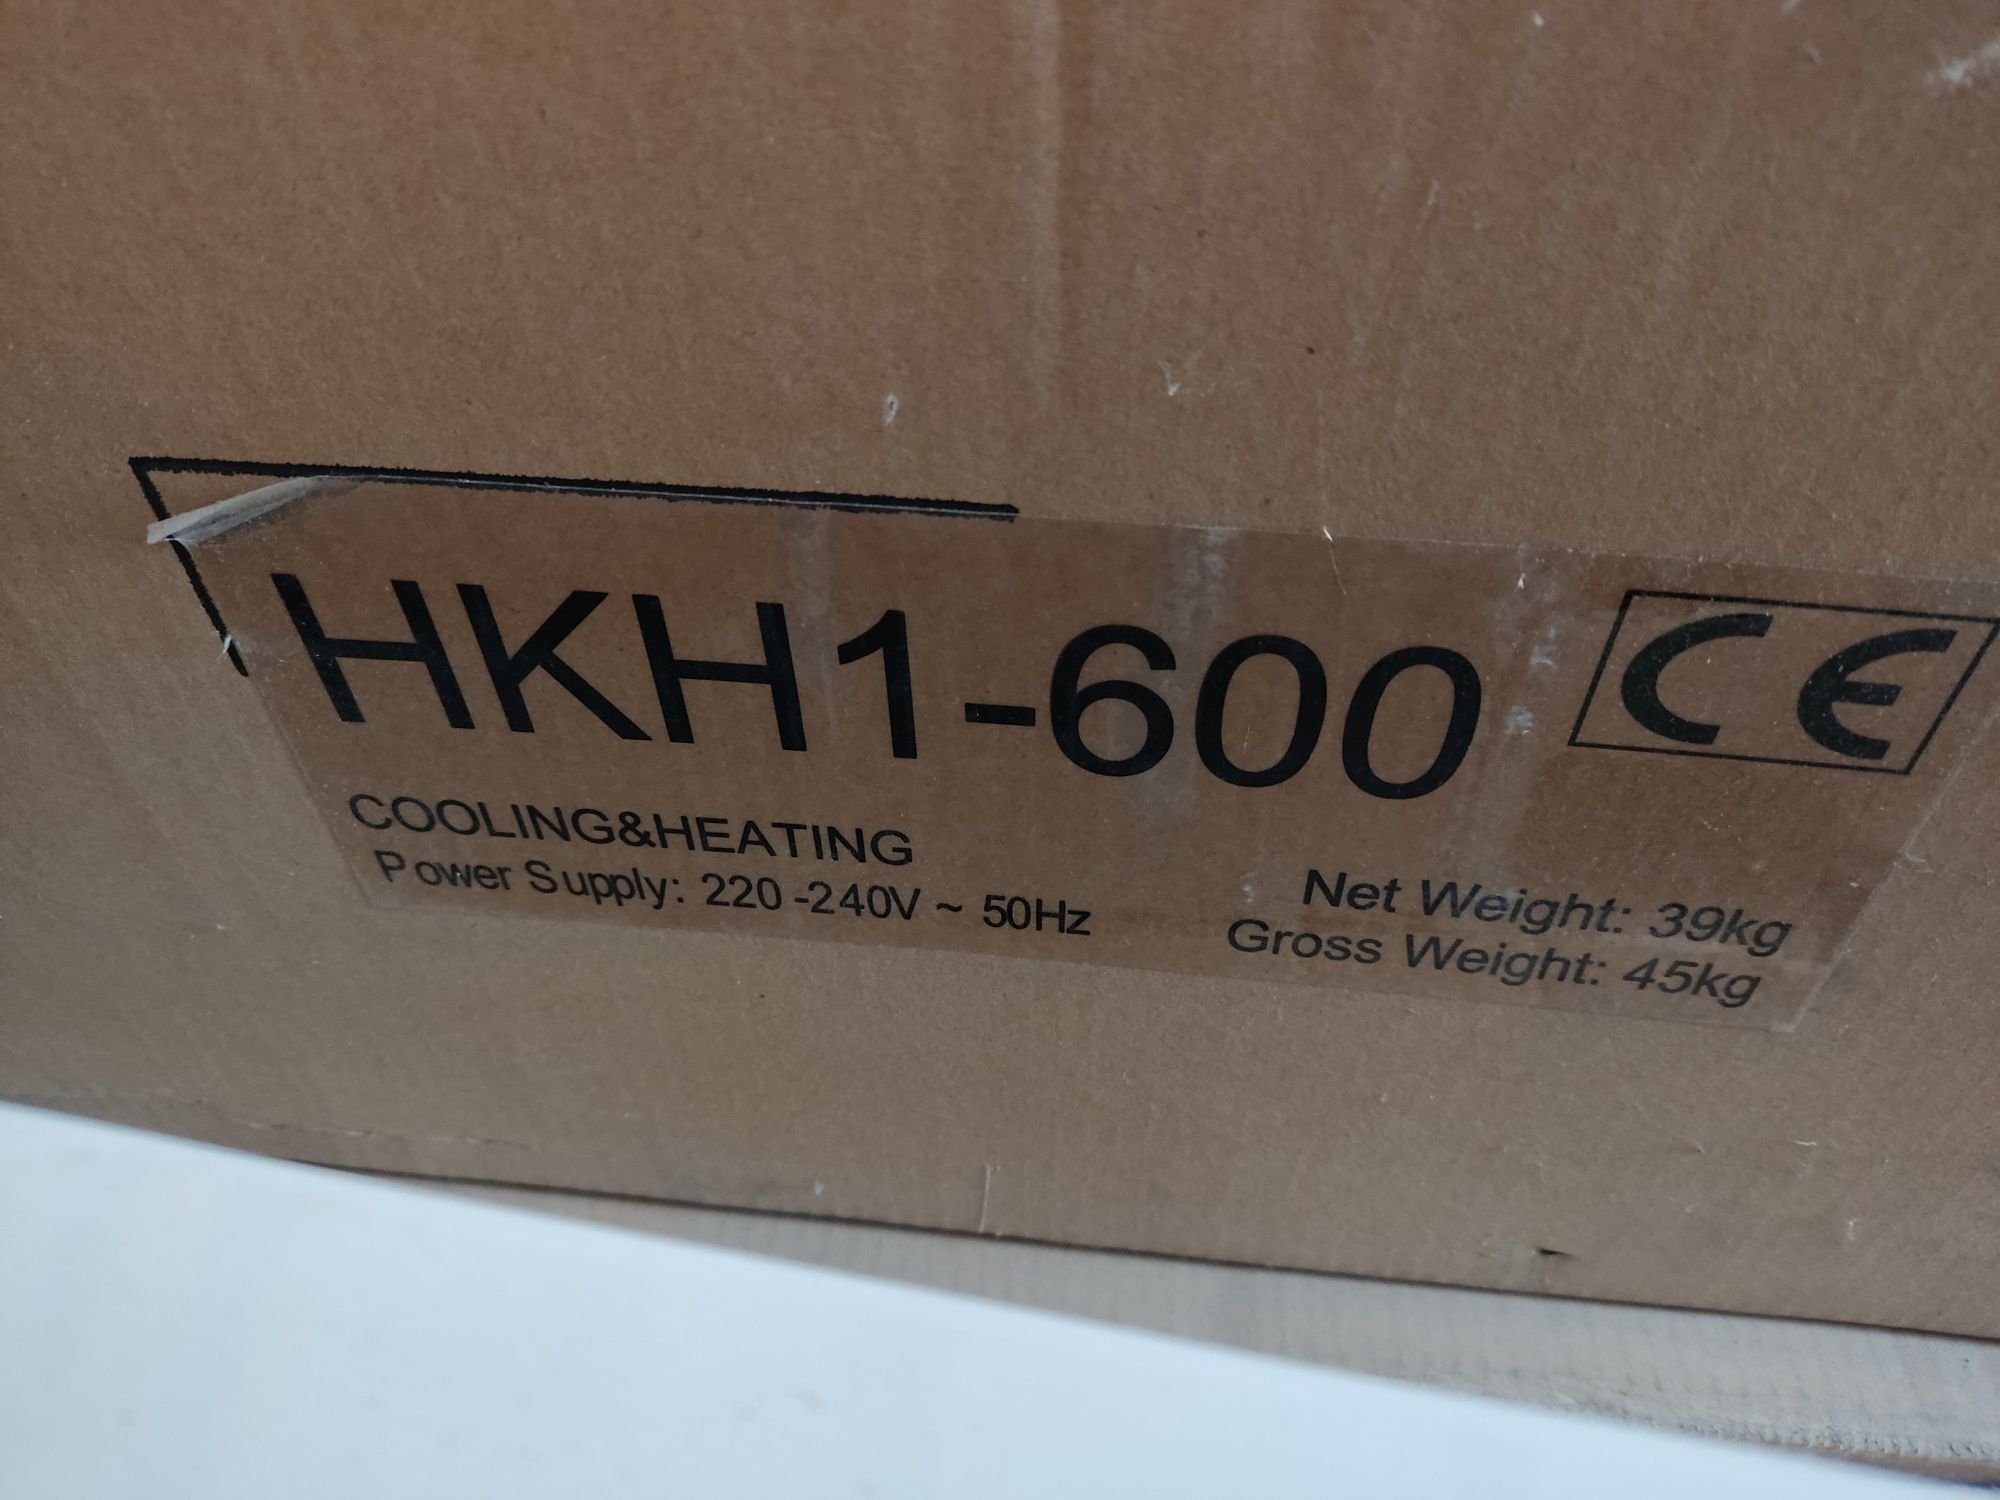 HKH1-600
CE
COOLING&HEATING
Power Supply: 220-240V ~ 50Hz
Net Weight: 39kg
Gross Weight: 45kg